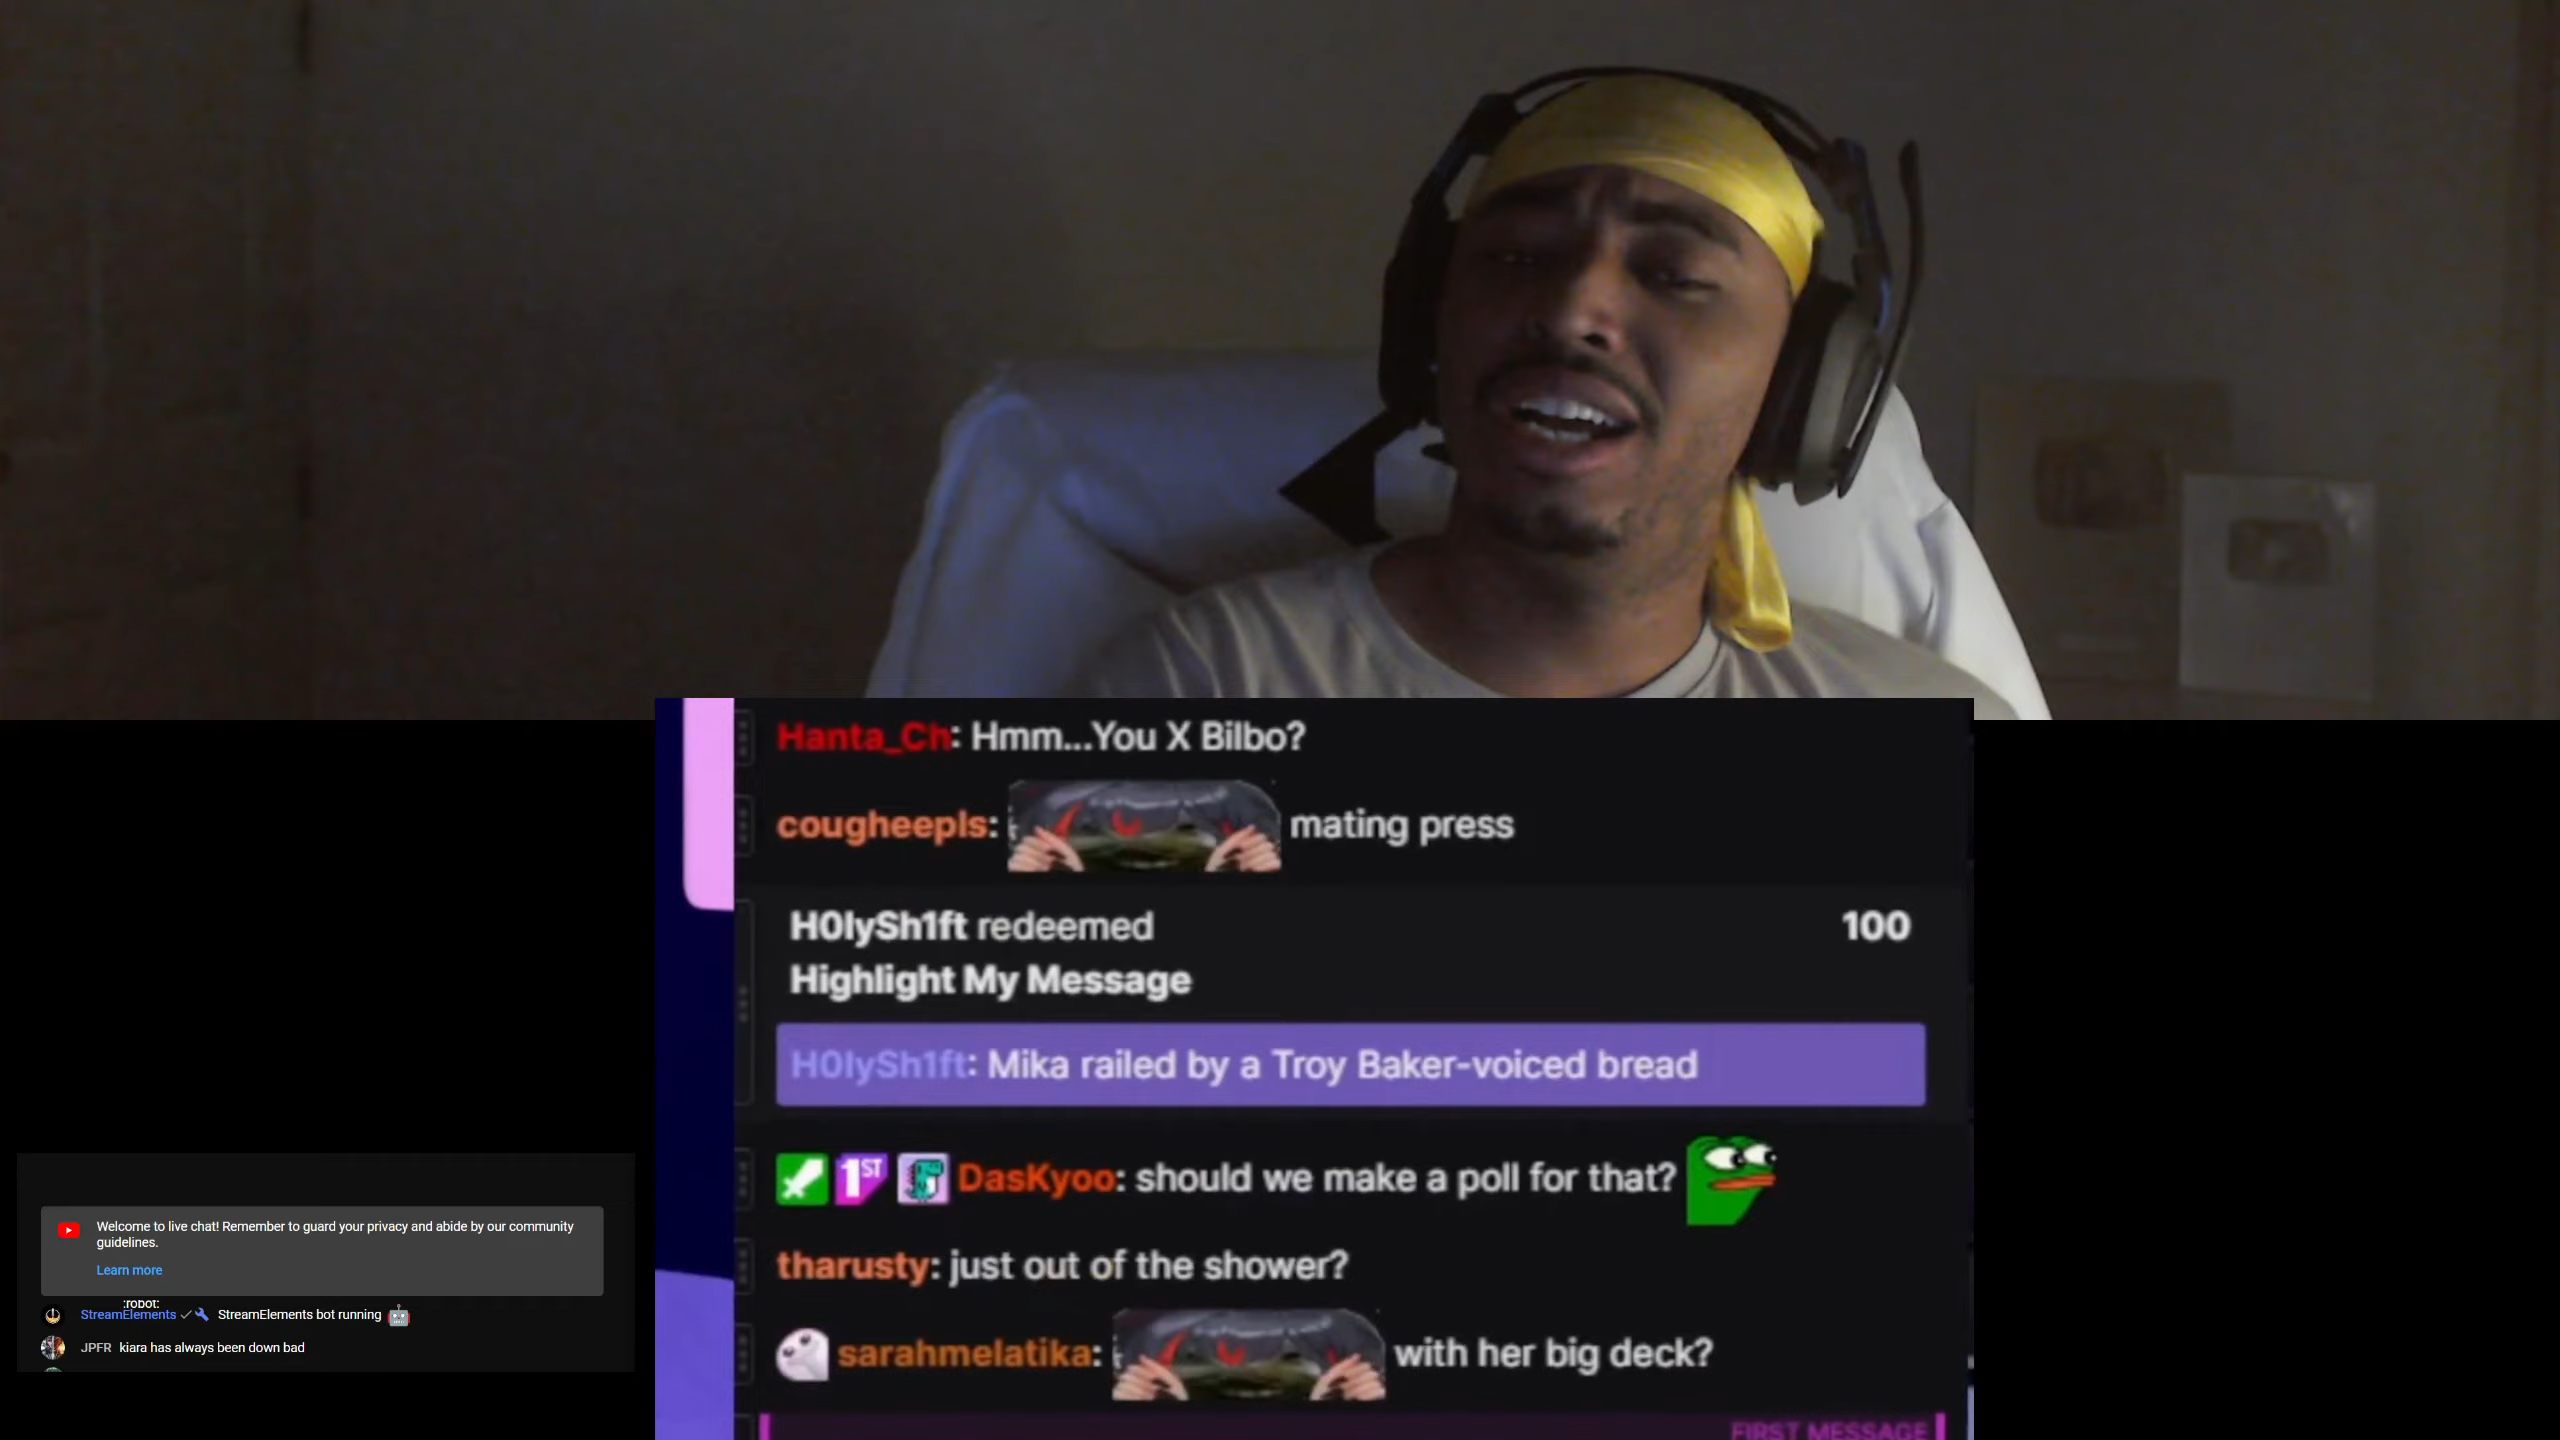 Hanta_Ch: Hmm...You X Bilbo?
cougheepls: mating press
H0lySh1ft redeemed 100
Highlight My Message
H0lySh1ft: Mika railed by a Troy Baker-voiced bread
1ST DasKyoo: should we make a poll for that?
tharusty: just out of the shower?
sarahmelatika: with her big deck?
FIRST MESSAGE
Welcome to live chat! Remember to guard your privacy and abide by our community
guidelines.
Learn more
:robot:
StreamElements StreamElements bot running
JPFR kiara has always been down bad